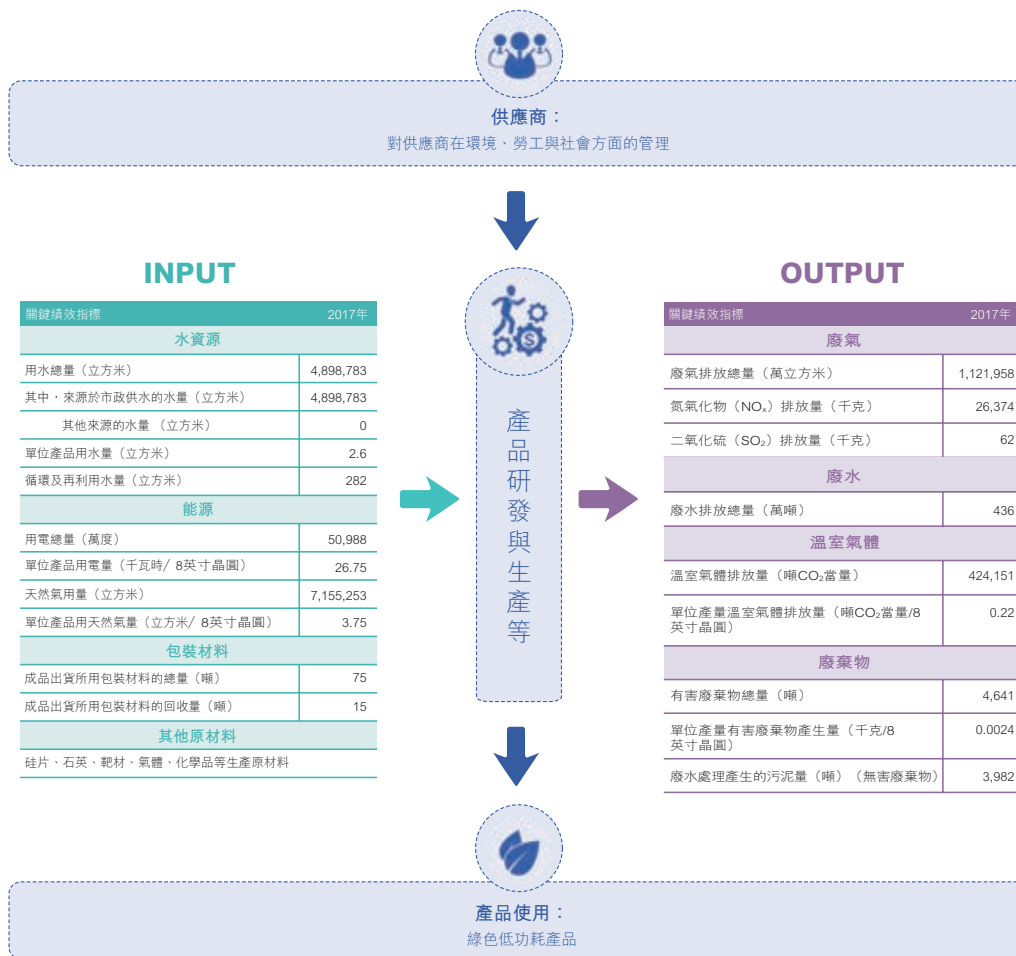 供應商：
對供應商在環境、勞工與社會方面的管理
INPUT
關鍵績效指標 2017年
水資源
用水總量（立方米） 4,898,783
其中，來源於市政供水的水量（立方米） 4,898,783
其他來源的水量 （立方米） 0
單位產品用水量（立方米） 2.6
循環及再利用水量（立方米） 282
能源
用電總量（萬度） 50,988
單位產品用電量（千瓦時/ 8英寸晶圓） 26.75
天然氣用量（立方米） 7,155,253
單位產品用天然氣量（立方米/ 8英寸晶圓） 3.75
包裝材料
成品出貨所用包裝材料的總量（噸） 75
成品出貨所用包裝材料的回收量（噸） 15
其他原材料
硅片、石英、靶材、氣體、化學品等生產原材料
$
產品研發與生產等
OUTPUT
關鍵績效指標 2017年
廢氣
廢氣排放總量（萬立方米） 1,121,958
氮氧化物（NOₓ）排放量（千克） 26,374
二氧化硫（SO₂）排放量（千克） 62
廢水
廢水排放總量（萬噸） 436
溫室氣體
溫室氣體排放量（噸CO₂當量） 424,151
單位產量溫室氣體排放量（噸CO₂當量/8 0.22
英寸晶圓）
廢棄物
有害廢棄物總量（噸） 4,641
單位產量有害廢棄物產生量（千克/8 0.0024
英寸晶圓）
廢水處理產生的污泥量（噸）（無害廢棄物） 3,982
產品使用：
綠色低功耗產品